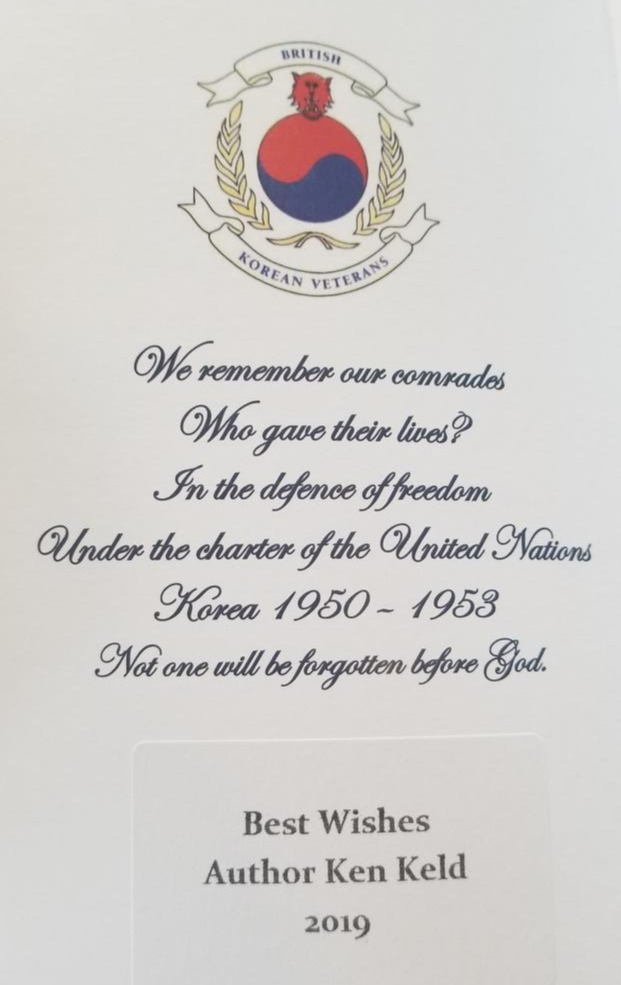 BRITISH
KOREAN VETERANS
We remember our comrades
Who gave their lives?
In the defence of freedom
Under the charter of the United Nations
Korea 1950 ~ 1953
Not one will be forgotten before God.
Best Wishes
Author Ken Keld
2019